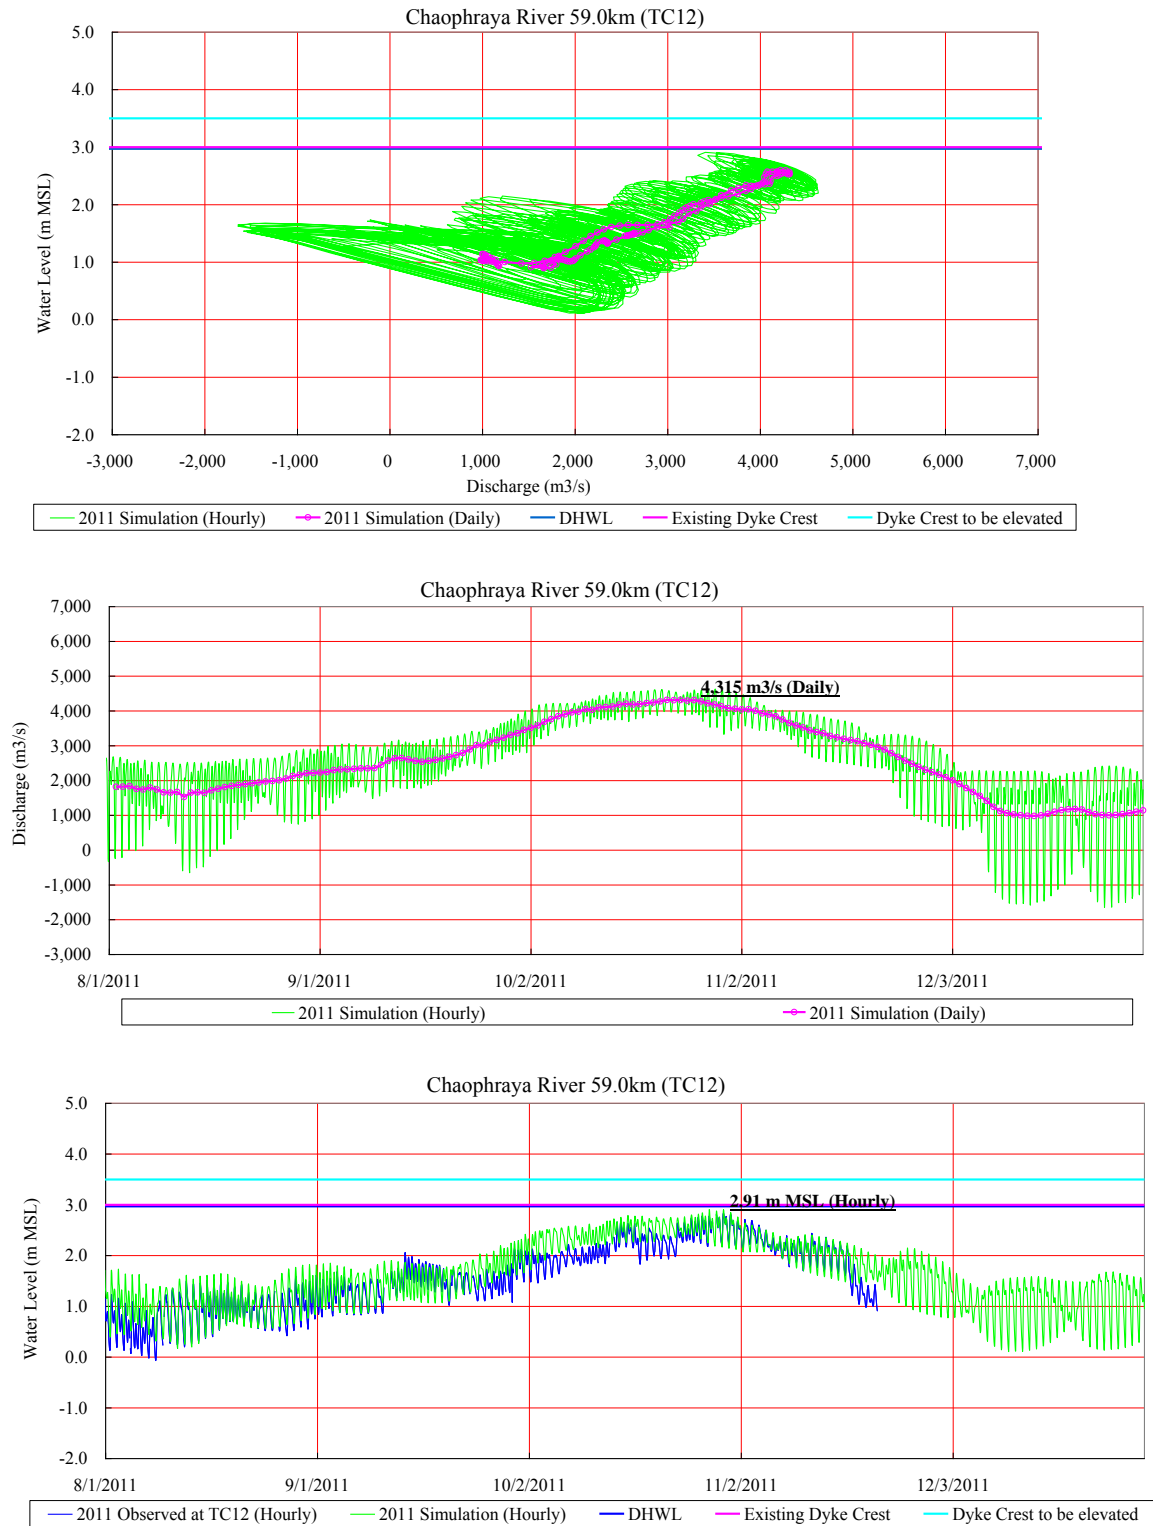 Chaophraya River 59.0km (TC12)
5.0
4.0
3.0
2.0
1.0
0.0
-1.0
-2.0
Water Level (m MSL)
-3,000 -2,000 -1,000 0 1,000 2,000 3,000 4,000 5,000 6,000 7,000
Discharge (m3/s)
2011 Simulation (Hourly) 2011 Simulation (Daily) DHWL Existing Dyke Crest Dyke Crest to be elevated
Chaophraya River 59.0km (TC12)
7,000
6,000
5,000
4,000
3,000
2,000
1,000
0
-1,000
-2,000
-3,000
Discharge (m3/s)
4,315 m3/s (Daily)
8/1/2011 9/1/2011 10/2/2011 11/2/2011 12/3/2011
2011 Simulation (Hourly) 2011 Simulation (Daily)
Chaophraya River 59.0km (TC12)
5.0
4.0
3.0
2.0
1.0
0.0
-1.0
-2.0
Water Level (m MSL)
2.91 m MSL (Hourly)
8/1/2011 9/1/2011 10/2/2011 11/2/2011 12/3/2011
2011 Observed at TC12 (Hourly) 2011 Simulation (Hourly) DHWL Existing Dyke Crest Dyke Crest to be elevated